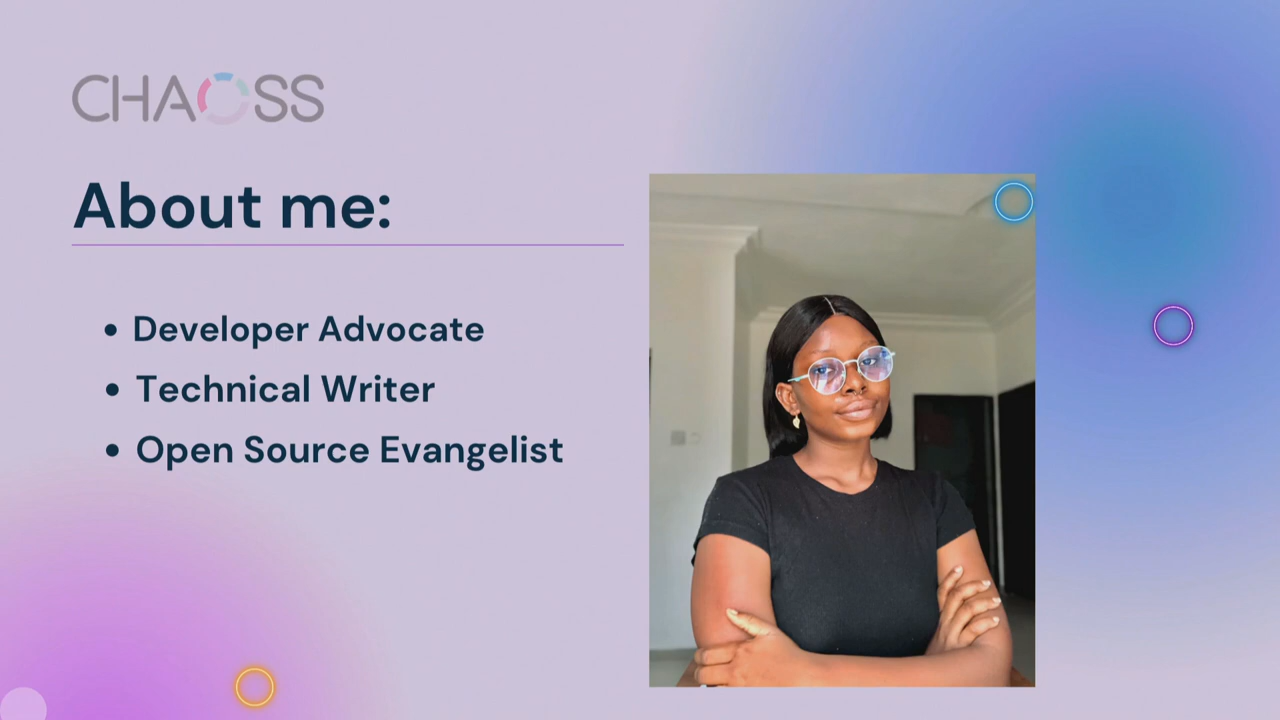 CHAOSS
About me:
• Developer Advocate
• Technical Writer
• Open Source Evangelist